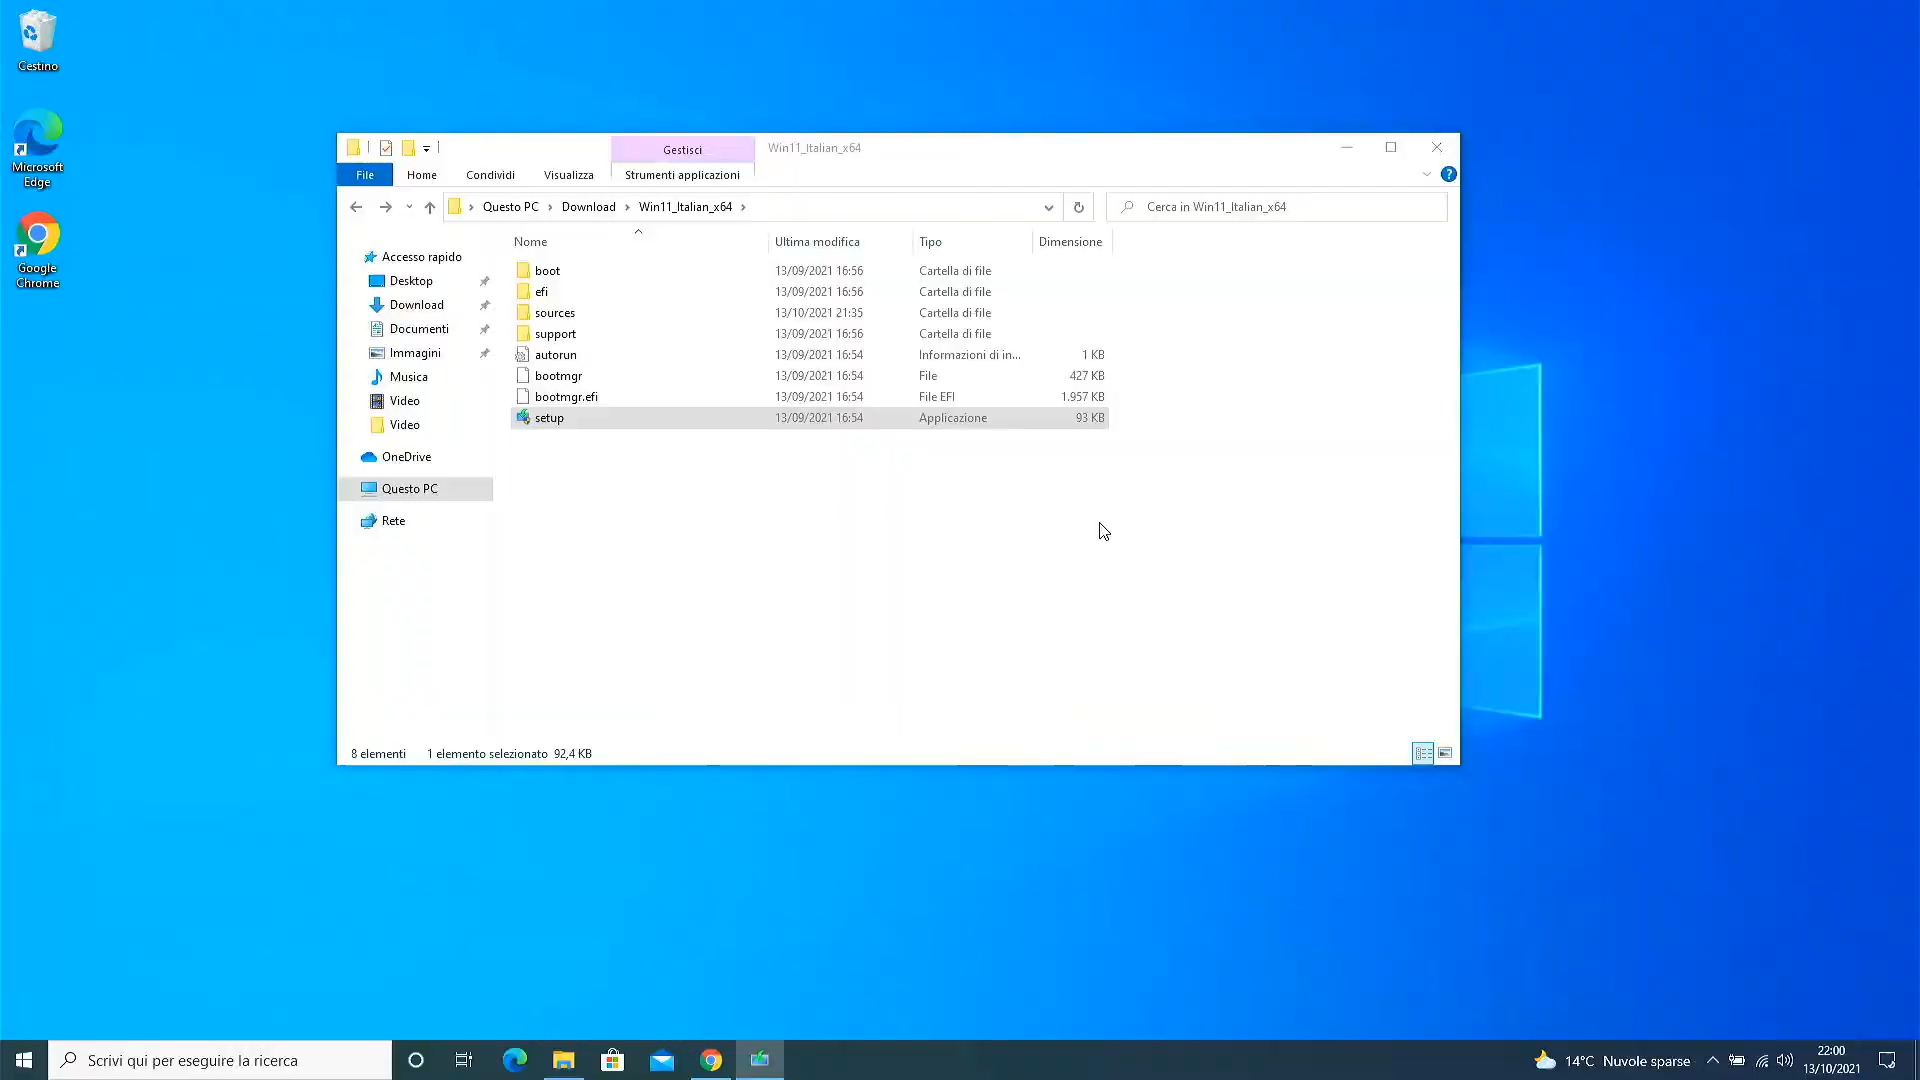 Cestino
Microsoft
Edge
Google
Chrome
Gestisci
Win11_Italian_x64
File
Home
Condividi
Visualizza
Strumenti applicazioni
Questo PC
Download
Win11_Italian_x64
Cerca in Win11_Italian_x64
Nome
Ultima modifica
Tipo
Dimensione
Accesso rapido
Desktop
Download
Documenti
Immagini
Musica
Video
Video
OneDrive
Questo PC
Rete
boot 13/09/2021 16:56 Cartella di file
efi 13/09/2021 16:56 Cartella di file
sources 13/10/2021 21:35 Cartella di file
support 13/09/2021 16:56 Cartella di file
autorun 13/09/2021 16:54 Informazioni di in... 1 KB
bootmgr 13/09/2021 16:54 File 427 KB
bootmgr.efi 13/09/2021 16:54 File EFI 1.957 KB
setup 13/09/2021 16:54 Applicazione 93 KB
8 elementi 1 elemento selezionato 92,4 KB
Scrivi qui per eseguire la ricerca
14°C Nuvole sparse
22:00
13/10/2021